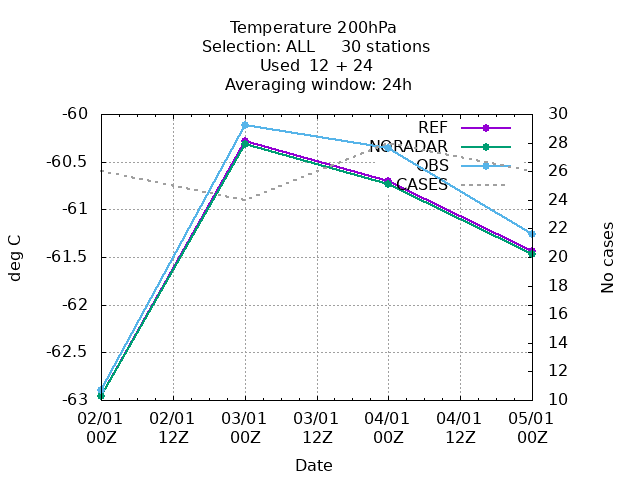 Temperature 200hPa
Selection: ALL 30 stations
Used 12 + 24
Averaging window: 24h
-60
-60.5
-61
-61.5
-62
-62.5
-63
deg C
30
28
26
24
22
20
18
16
14
12
10
No cases
REF
NORADAR
OBS
CASES
02/01 02/01 03/01 03/01 04/01 04/01 05/01
00Z 12Z 00Z 12Z 00Z 12Z 00Z
Date